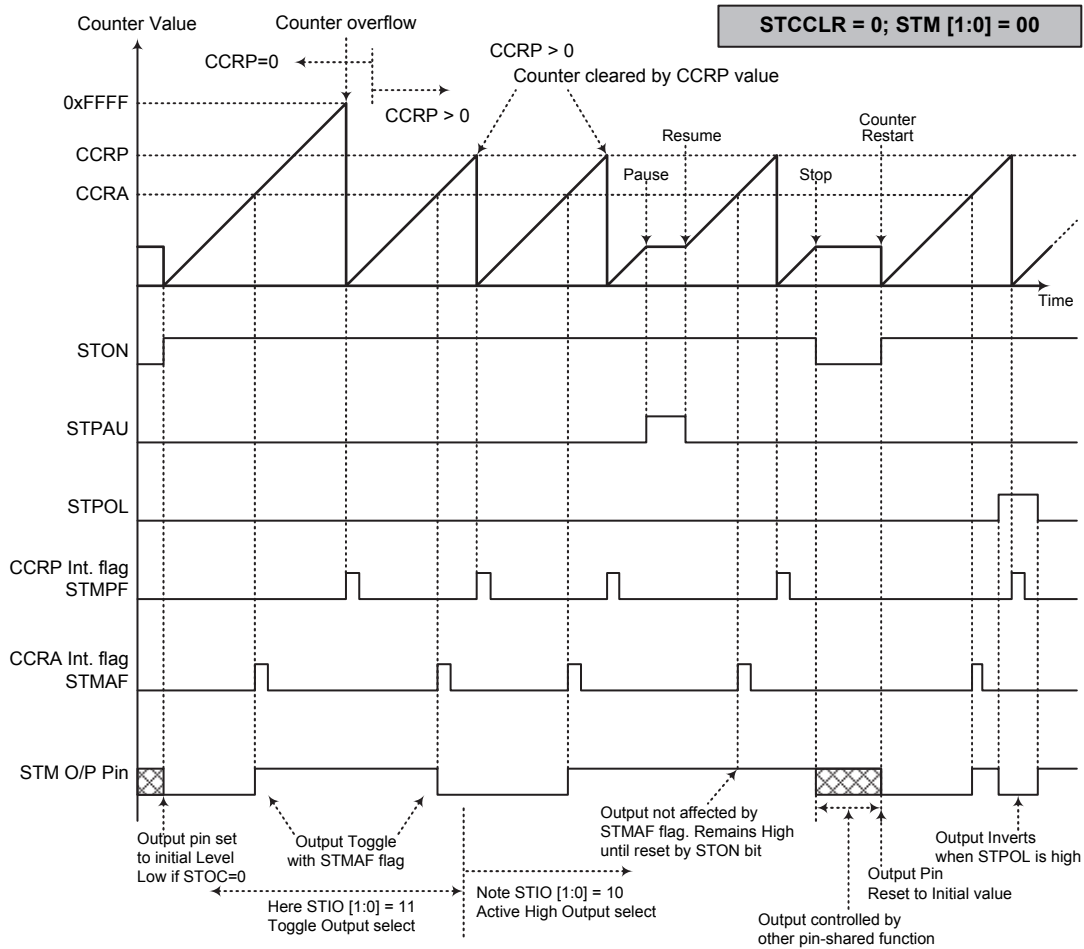 Counter Value
Counter overflow
STCCLR = 0; STM [1:0] = 00
CCRP=0
CCRP > 0
CCRP > 0
Counter cleared by CCRP value
0xFFFF
CCRP
CCRA
Pause
Resume
Stop
Counter
Restart
Time
STON
STPAU
STPOL
CCRP Int. flag
STMPF
CCRA Int. flag
STMAF
STM O/P Pin
Output pin set
to initial Level
Low if STOC=0
Output Toggle
with STMAF flag
Here STIO [1:0] = 11
Toggle Output select
Note STIO [1:0] = 10
Active High Output select
Output not affected by
STMAF flag. Remains High
until reset by STON bit
Output controlled by
other pin-shared function
Output Pin
Reset to Initial value
Output Inverts
when STPOL is high